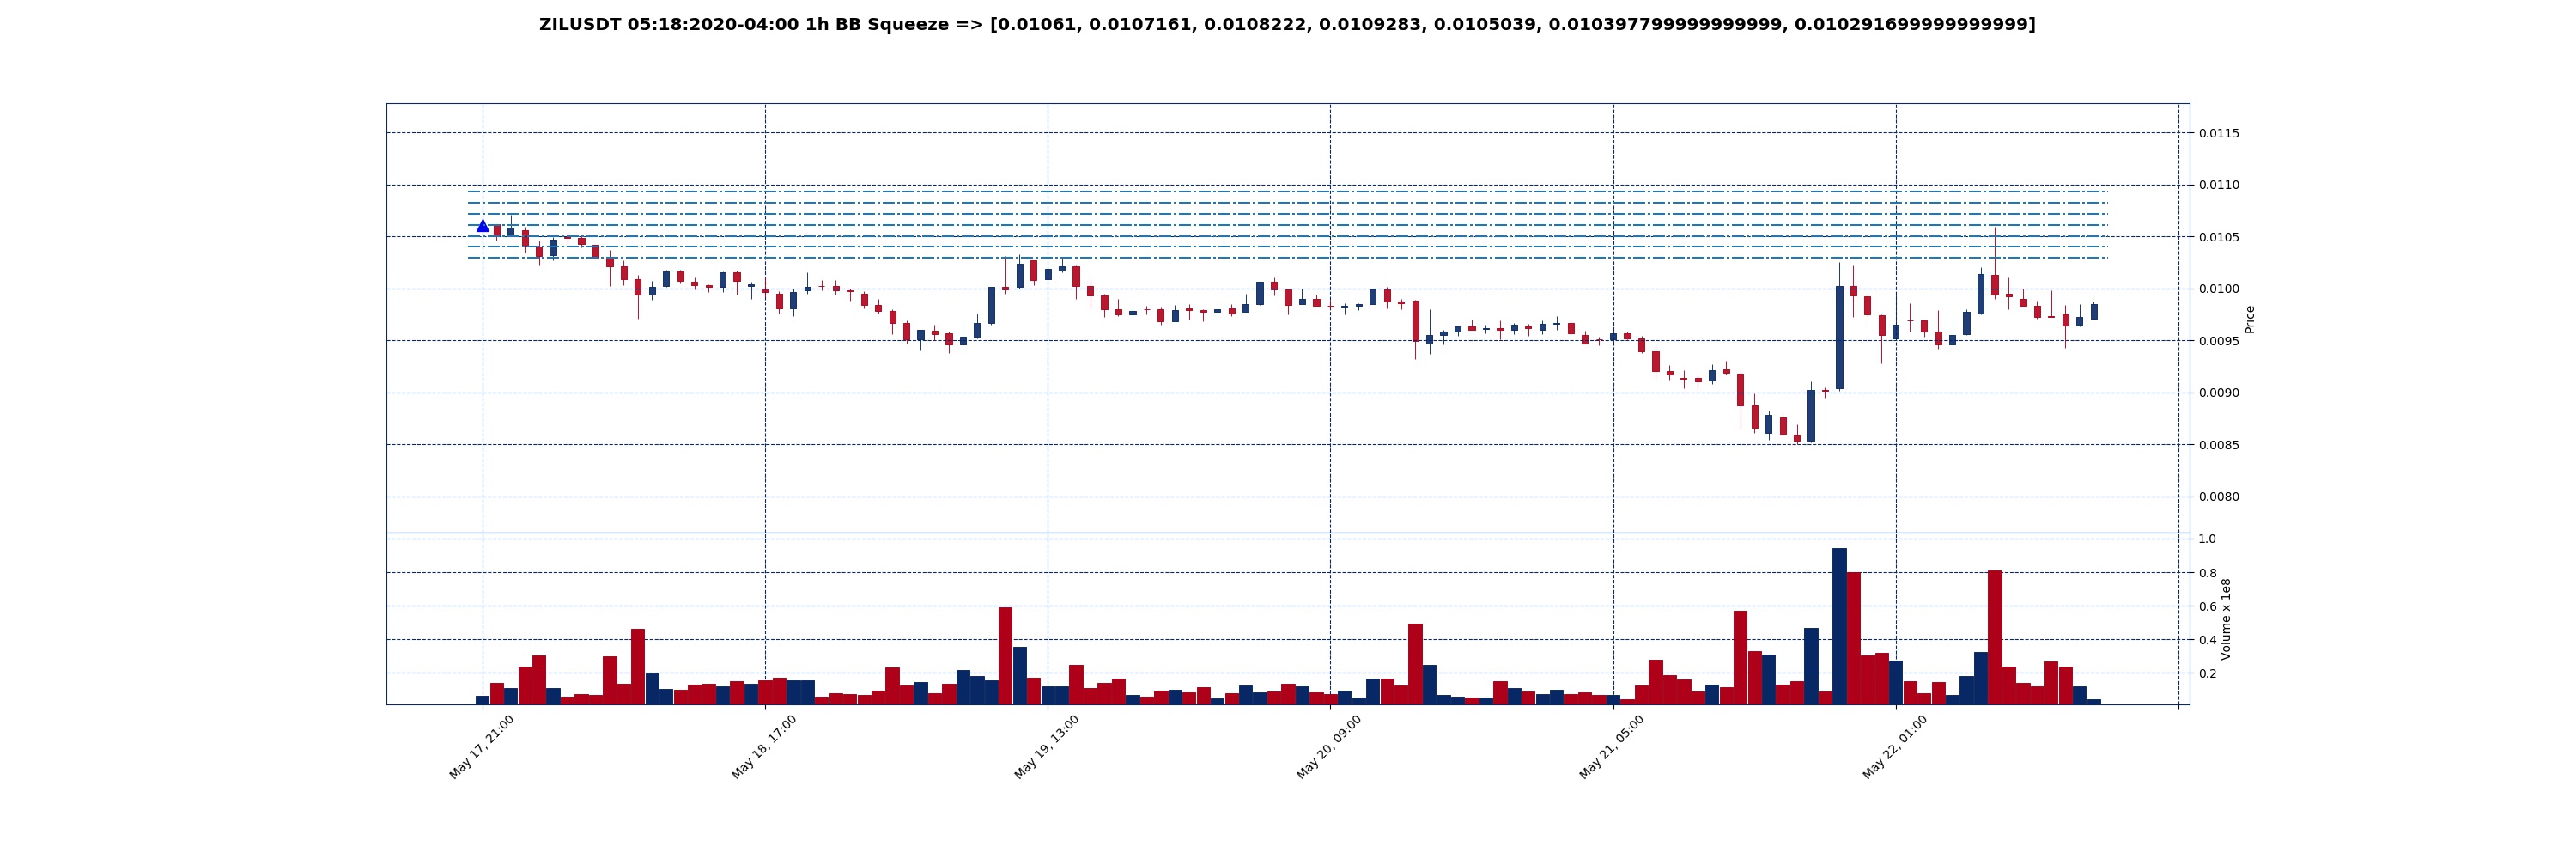 ZILUSDT 05:18:2020-04:00 1h BB Squeeze => [0.01061, 0.0107161, 0.0108222, 0.0109283, 0.0105039, 0.010397799999999999, 0.010291699999999999]
0.0115
0.0110
0.0105
0.0100
0.0095
0.0090
0.0085
0.0080
Price
1.0
0.8
0.6
0.4
0.2
Volume x 1e8
May 17, 21:00
May 18, 17:00
May 19, 13:00
May 20, 09:00
May 21, 05:00
May 22, 01:00